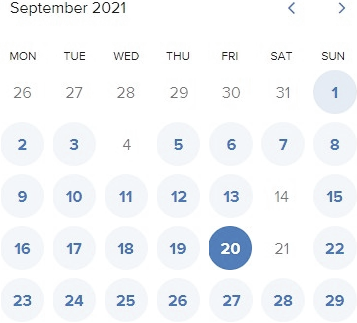 September 2021
MON TUE WED THU FRI SAT SUN
26 27 28 29 30 31 1
2 3 4 5 6 7 8
9 10 11 12 13 14 15
16 17 18 19 20 21 22
23 24 25 26 27 28 29